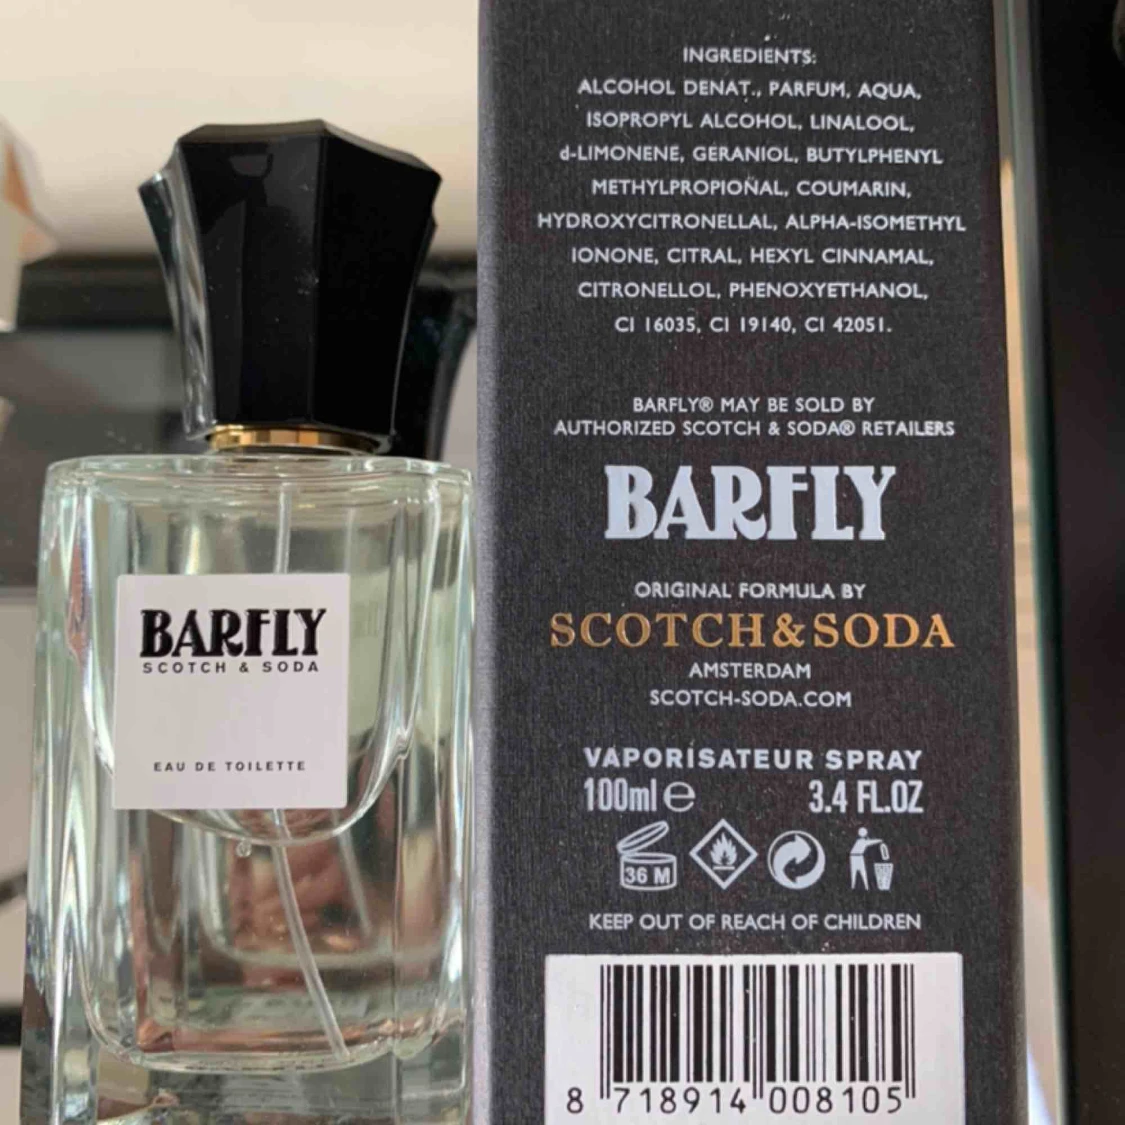 BARFLY
SCOTCH & SODA
EAU DE TOILETTE
INGREDIENTS:
ALCOHOL DENAT., PARFUM, AQUA,
ISOPROPYL ALCOHOL, LINALOOL,
d-LIMONENE, GERANIOL, BUTYLPHENYL
METHYLPROPIONAL, COUMARIN,
HYDROXYCITRONELLAL, ALPHA-ISOMETHYL
IONONE, CITRAL, HEXYL CINNAMAL,
CITRONELLOL, PHENOXYETHANOL,
CI 16035, CI 19140, CI 42051.
BARFLY® MAY BE SOLD BY
AUTHORIZED SCOTCH & SODA® RETAILERS
BARFLY
ORIGINAL FORMULA BY
SCOTCH&SODA
AMSTERDAM
SCOTCH-SODA.COM
VAPORISATEUR SPRAY
100ml ℮ 3.4 FL.OZ
36 M
KEEP OUT OF REACH OF CHILDREN
8 718914 008105